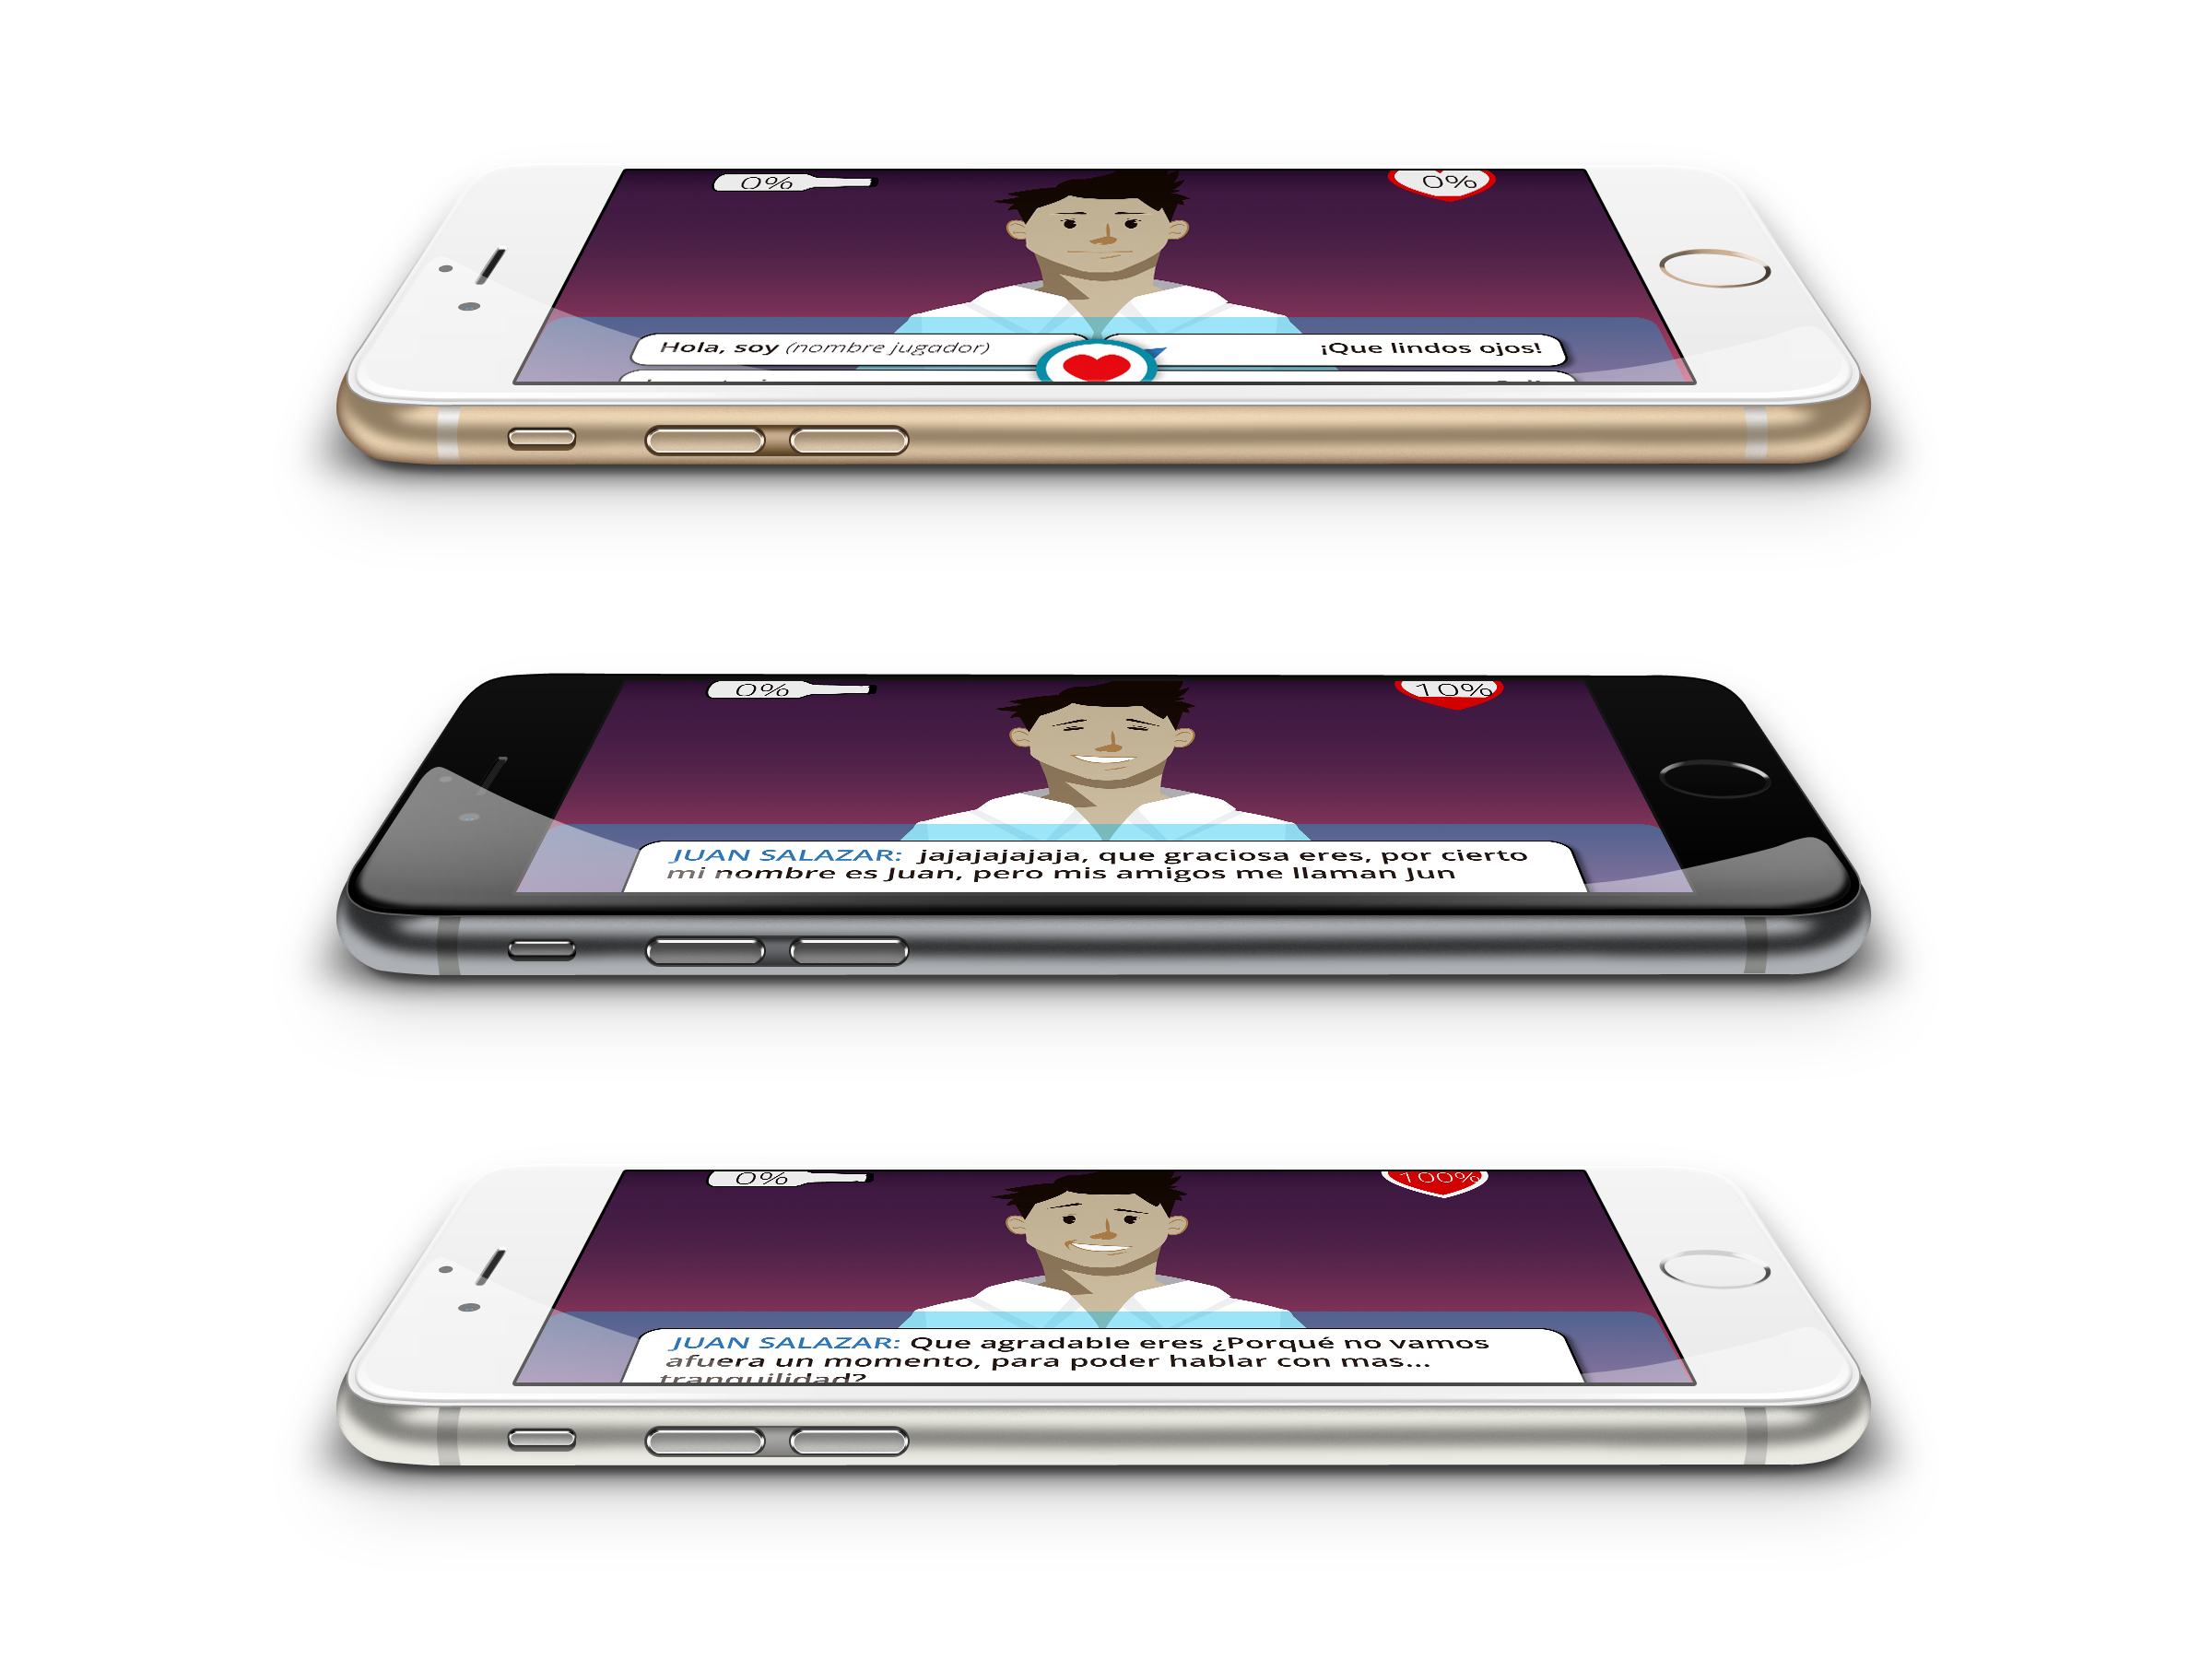 0%
0%
Hola, soy (nombre jugador)
¡Que lindos ojos!
0%
10%
JUAN SALAZAR: jajajajajaja, que graciosa eres, por cierto
mi nombre es Juan, pero mis amigos me llaman Jun
0%
100%
JUAN SALAZAR: Que agradable eres ¿Porqué no vamos
afuera un momento, para poder hablar con mas...
tranquilidad?